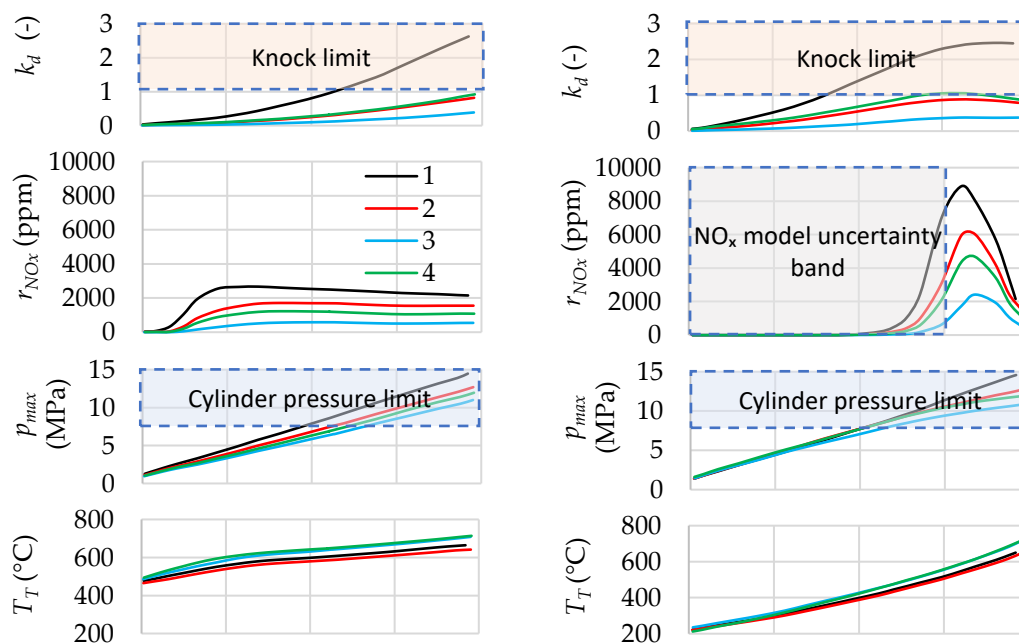 k_d (-)
3
2
1
0
Knock limit
r_NOx (ppm)
10000
8000
6000
4000
2000
0
1
2
3
4
p_max (MPa)
15
10
5
0
Cylinder pressure limit
T_T (°C)
800
600
400
200
k_d (-)
3
2
1
0
Knock limit
r_NOx (ppm)
10000
8000
6000
4000
2000
0
NOₓ model uncertainty
band
p_max
(MPa)
15
10
5
0
Cylinder pressure limit
T_T (°C)
800
600
400
200